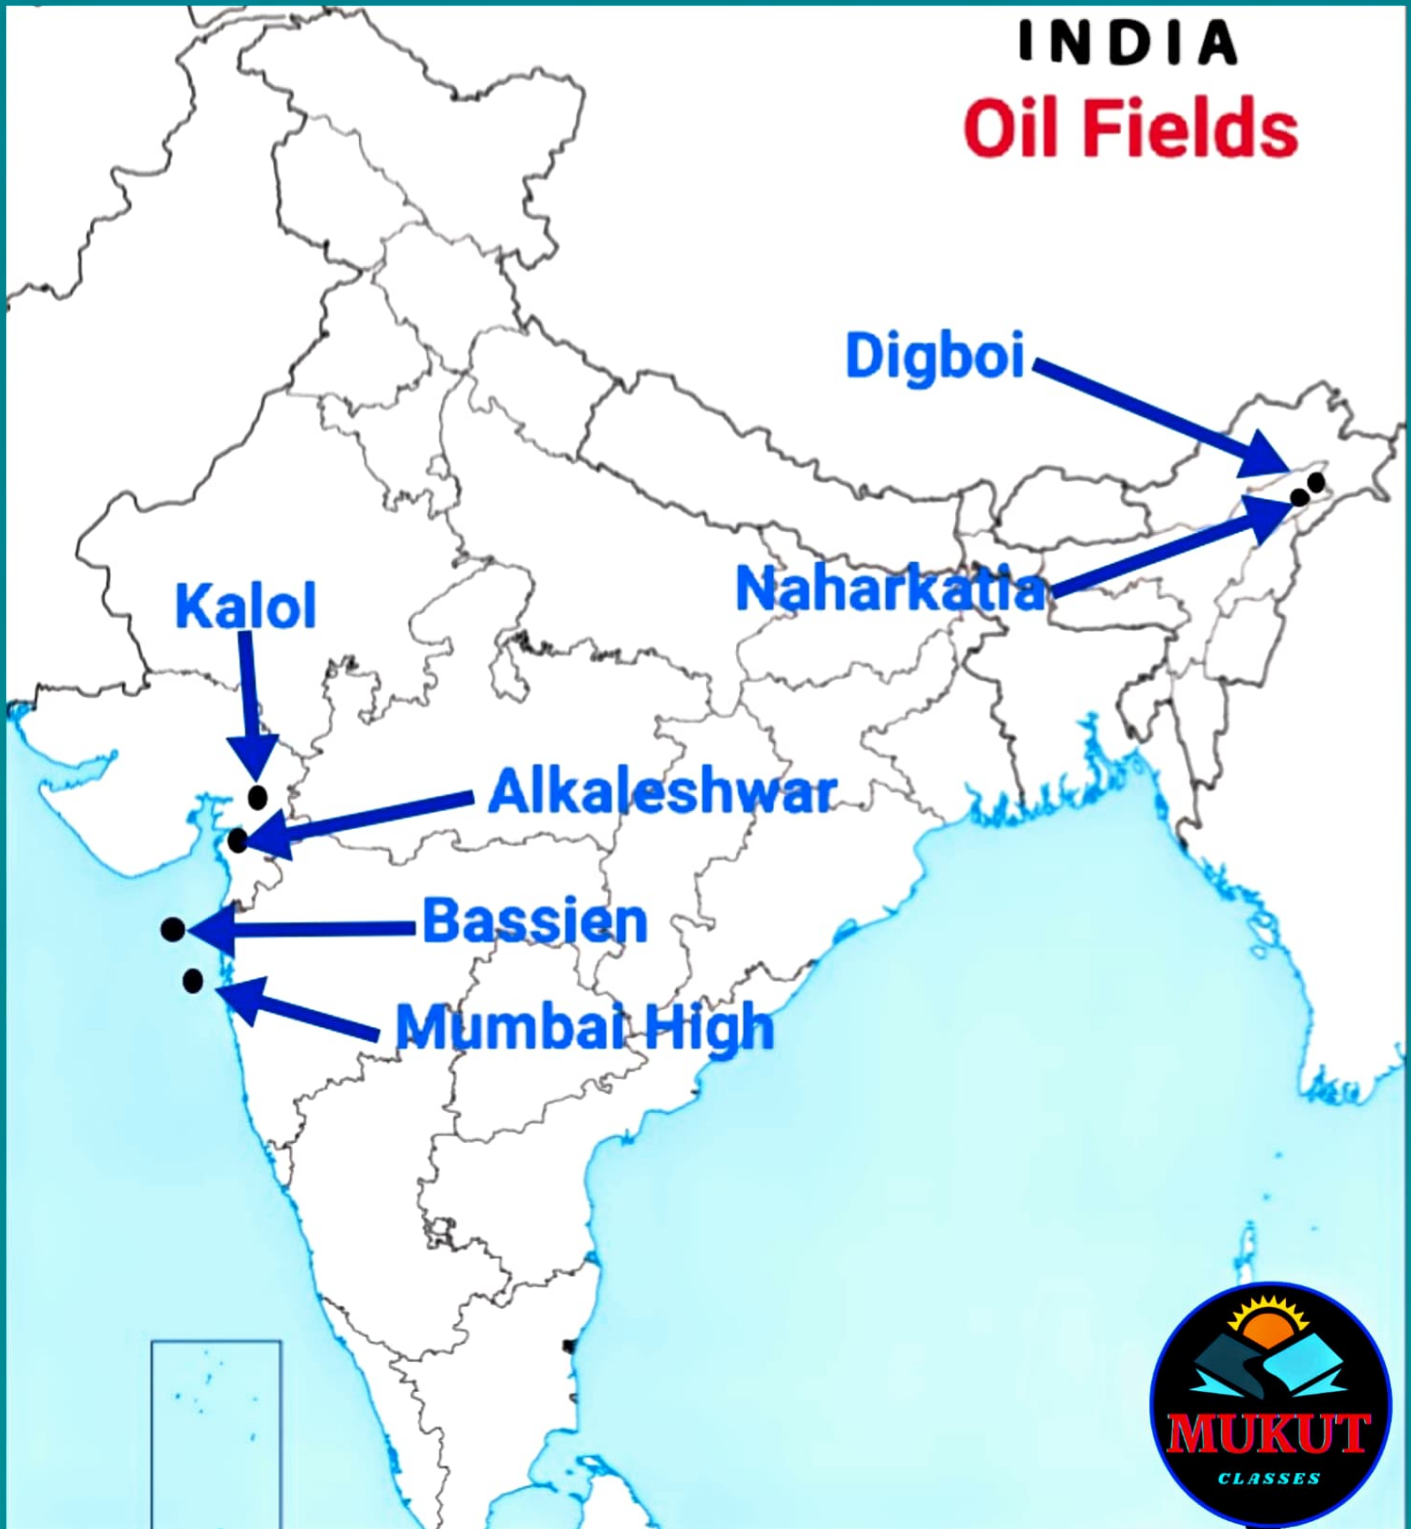 INDIA
Oil Fields
Digboi
Naharkatia
Kalol
Alkaleshwar
Bassien
Mumbai High
MUKUT
CLASSES